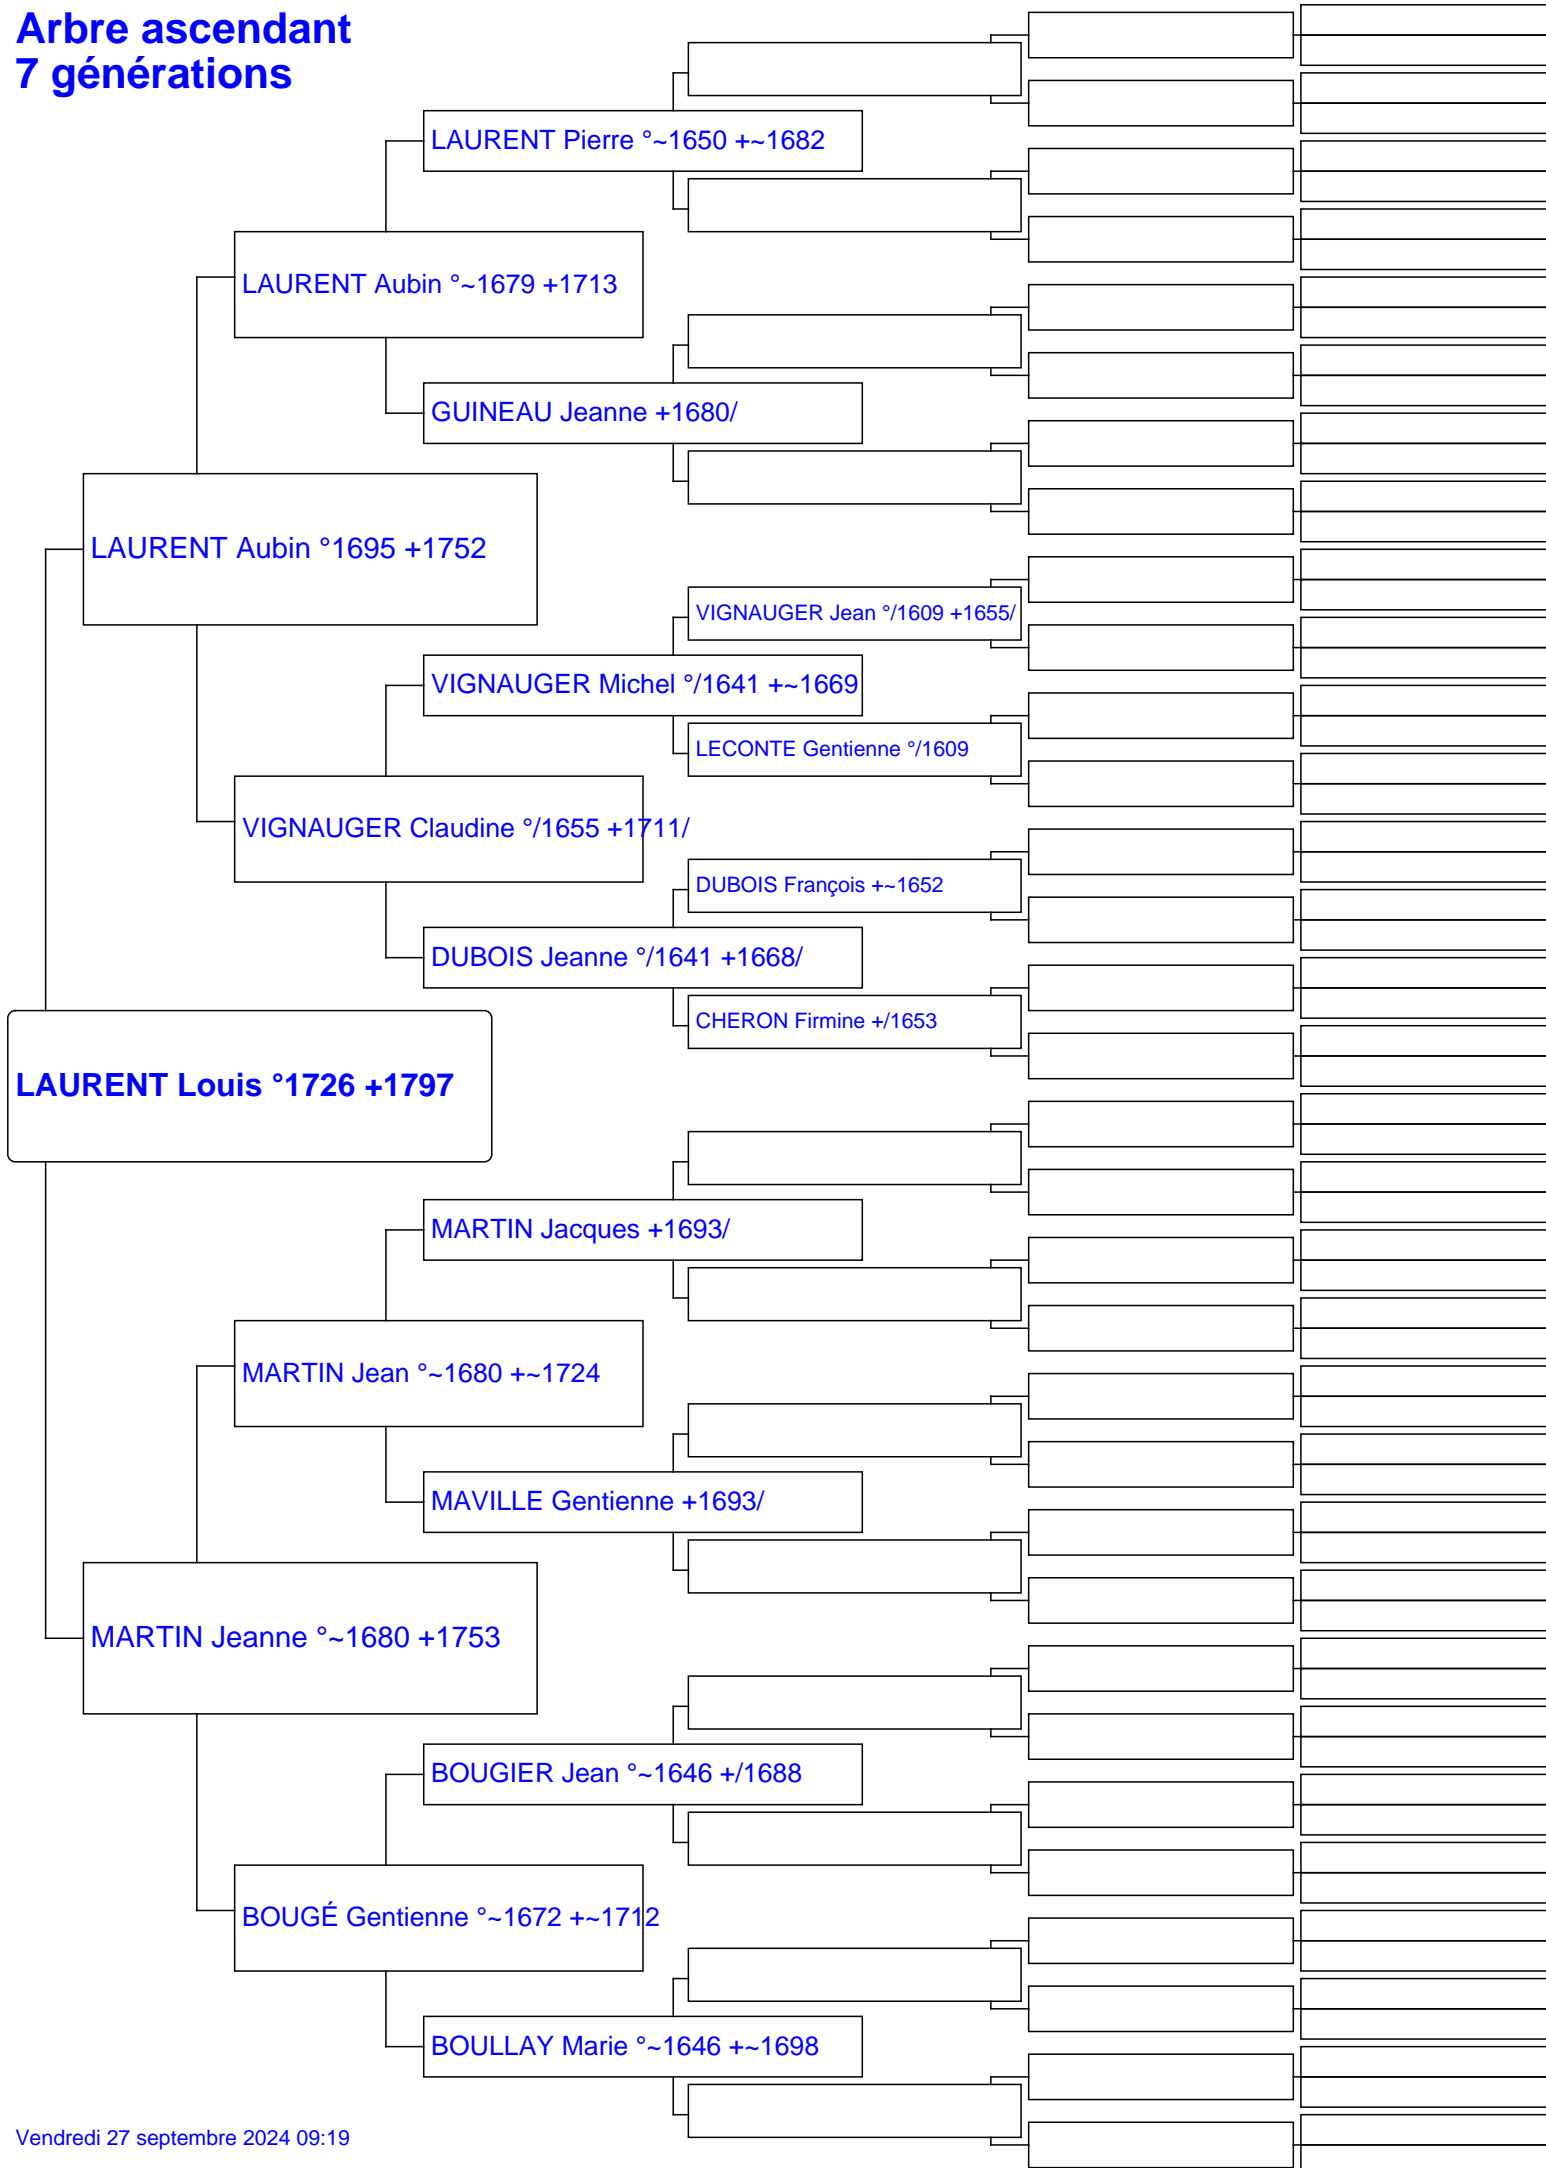 Arbre ascendant
7 générations
LAURENT Pierre °~1650 +~1682
LAURENT Aubin °~1679 +1713
GUINEAU Jeanne +1680/
LAURENT Aubin °1695 +1752
VIGNAUGER Jean °/1609 +1655/
VIGNAUGER Michel °/1641 +~1669
LECONTE Gentienne °/1609
VIGNAUGER Claudine °/1655 +1711/
DUBOIS François +~1652
DUBOIS Jeanne °/1641 +1668/
CHERON Firmine +/1653
LAURENT Louis °1726 +1797
MARTIN Jacques +1693/
MARTIN Jean °~1680 +~1724
MAVILLE Gentienne +1693/
MARTIN Jeanne °~1680 +1753
BOUGIER Jean °~1646 +/1688
BOUGÉ Gentienne °~1672 +~1712
BOULLAY Marie °~1646 +~1698
Vendredi 27 septembre 2024 09:19